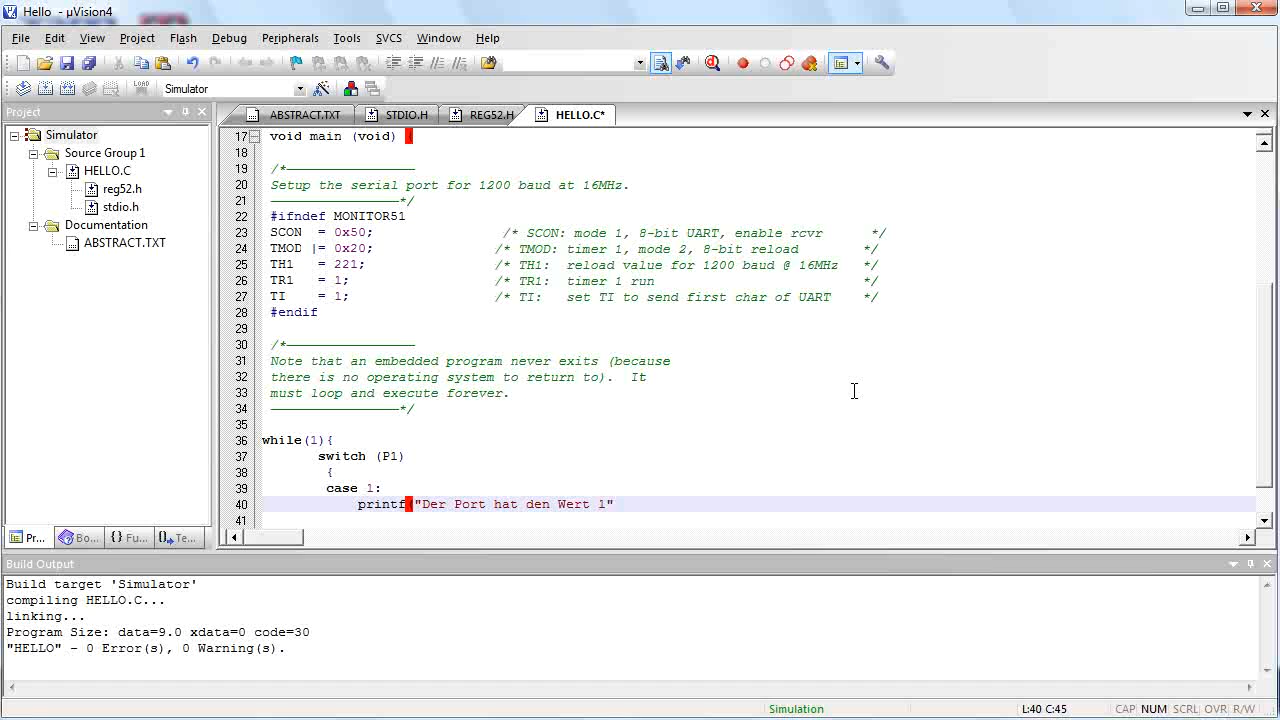 Hello - µVision4
File Edit View Project Flash Debug Peripherals Tools SVCS Window Help
LOAD Simulator
Project
ABSTRACT.TXT STDIO.H REG52.H HELLO.C*
Simulator
Source Group 1
HELLO.C
reg52.h
stdio.h
Documentation
ABSTRACT.TXT
17 void main (void) {
18
19 /*————————————————
20 Setup the serial port for 1200 baud at 16MHz.
21 ————————————————*/
22 #ifndef MONITOR51
23 SCON = 0x50; /* SCON: mode 1, 8-bit UART, enable rcvr */
24 TMOD |= 0x20; /* TMOD: timer 1, mode 2, 8-bit reload */
25 TH1 = 221; /* TH1: reload value for 1200 baud @ 16MHz */
26 TR1 = 1; /* TR1: timer 1 run */
27 TI = 1; /* TI: set TI to send first char of UART */
28 #endif
29
30 /*————————————————
31 Note that an embedded program never exits (because
32 there is no operating system to return to). It
33 must loop and execute forever.
34 ————————————————*/
35
36 while(1){
37 switch (P1)
38 {
39 case 1:
40 printf("Der Port hat den Wert 1"
41
Pr... Bo... {} Fu... Te...
Build Output
Build target 'Simulator'
compiling HELLO.C...
linking...
Program Size: data=9.0 xdata=0 code=30
"HELLO" - 0 Error(s), 0 Warning(s).
Simulation L:40 C:45 CAP NUM SCRL OVR R/W